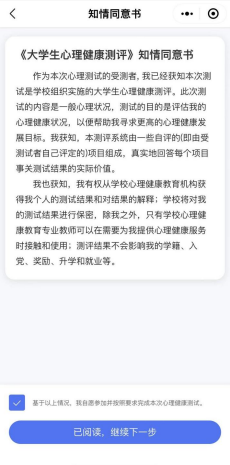 知情同意书
《大学生心理健康测评》知情同意书
作为本次心理测试的受测者，我已经获知本次测
试是学校组织实施的大学生心理健康测评。此次测
试的内容是一般心理状况，测试的目的是评估我的
心理健康状况，以便帮助我寻求更高的心理健康发
展目标。我获知，本测评系统由一些自评的(即由受
测试者自己评定的)项目组成，真实地回答每个项目
事关测试结果的实际价值。
我也获知，我有权从学校心理健康教育机构获
得我个人的测试结果和对结果的解释；学校将对我
的测试结果进行保密，除我之外，只有学校心理健
康教育专业教师可以在需要为我提供心理健康服务
时接触和使用；测评结果不会影响我的学籍、入
党、奖励、升学和就业等。
基于以上情况，我自愿参加并按照要求完成本次心理健康测试。
已阅读，继续下一步